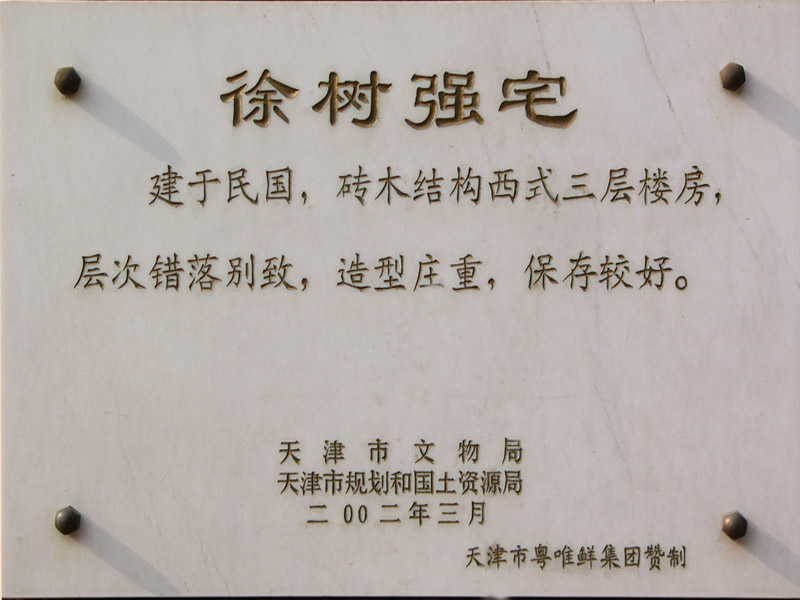 徐树强宅
建于民国，砖木结构西式三层楼房，
层次错落别致，造型庄重，保存较好。
天津市文物局
天津市规划和国土资源局
二00二年三月
天津市粤唯鲜集团赞制